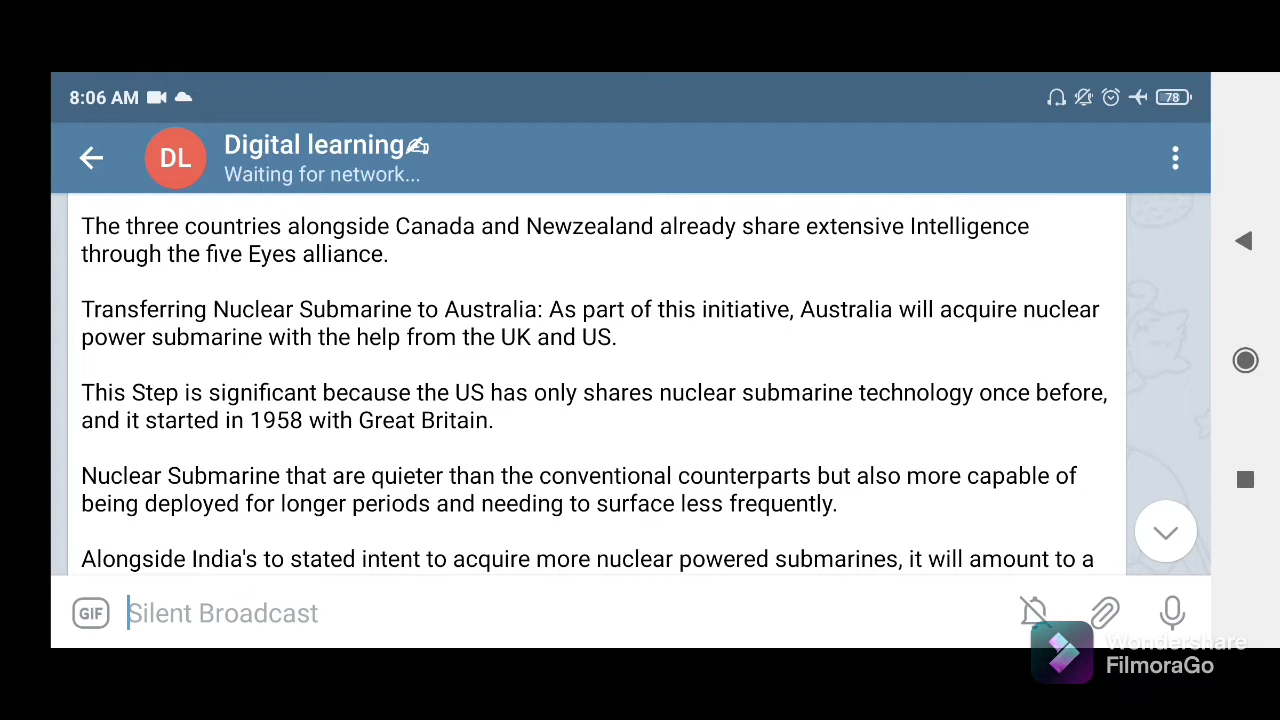 8:06 AM
78
DL
Digital learning✍
Waiting for network...
The three countries alongside Canada and Newzealand already share extensive Intelligence
through the five Eyes alliance.
Transferring Nuclear Submarine to Australia: As part of this initiative, Australia will acquire nuclear
power submarine with the help from the UK and US.
This Step is significant because the US has only shares nuclear submarine technology once before,
and it started in 1958 with Great Britain.
Nuclear Submarine that are quieter than the conventional counterparts but also more capable of
being deployed for longer periods and needing to surface less frequently.
Alongside India's to stated intent to acquire more nuclear powered submarines, it will amount to a
GIF
Silent Broadcast
Wondershare
FilmoraGo